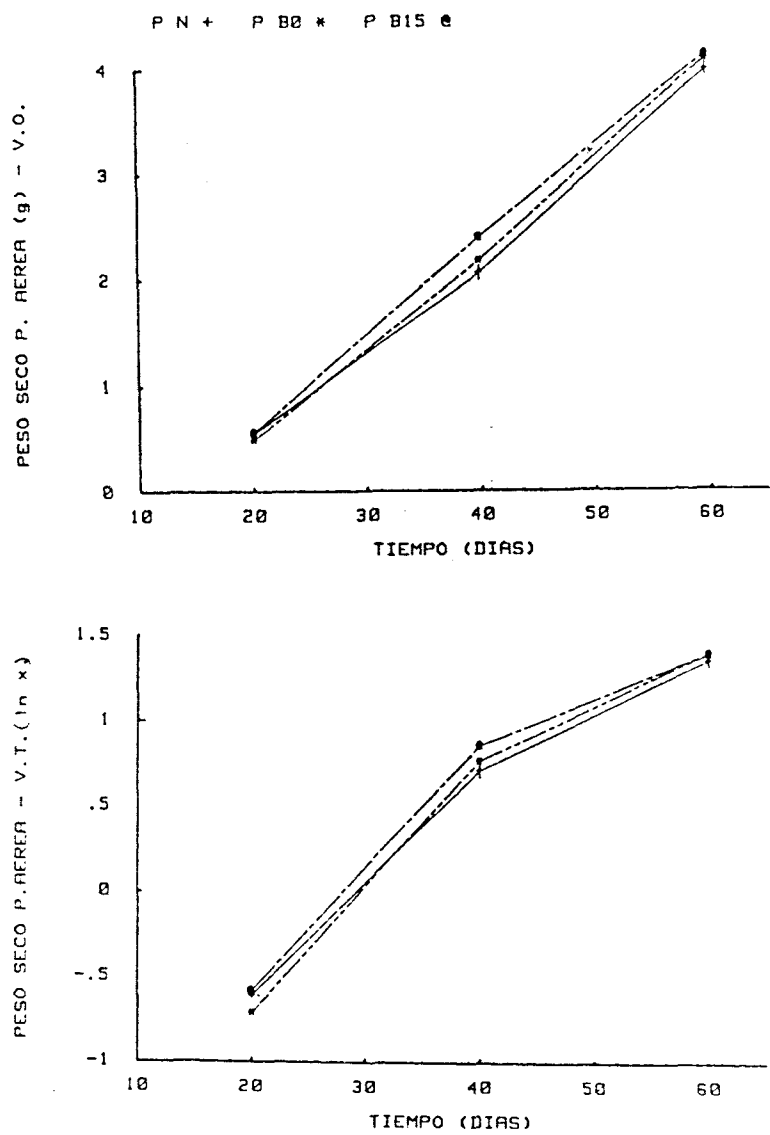 P N + P B0 * P B15 @
PESO SECO P. AEREA (g) - V.O.
4
3
2
1
0
10 20 30 40 50 60
TIEMPO (DIAS)
PESO SECO P.AEREA - V.T.(ln x)
1.5
1
.5
0
-.5
-1
10 20 30 40 50 60
TIEMPO (DIAS)